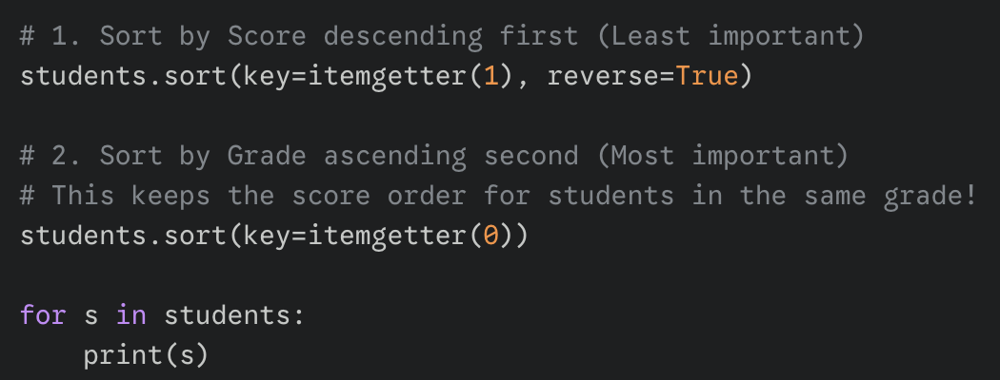 # 1. Sort by Score descending first (Least important)
students.sort(key=itemgetter(1), reverse=True)
# 2. Sort by Grade ascending second (Most important)
# This keeps the score order for students in the same grade!
students.sort(key=itemgetter(0))
for s in students:
    print(s)